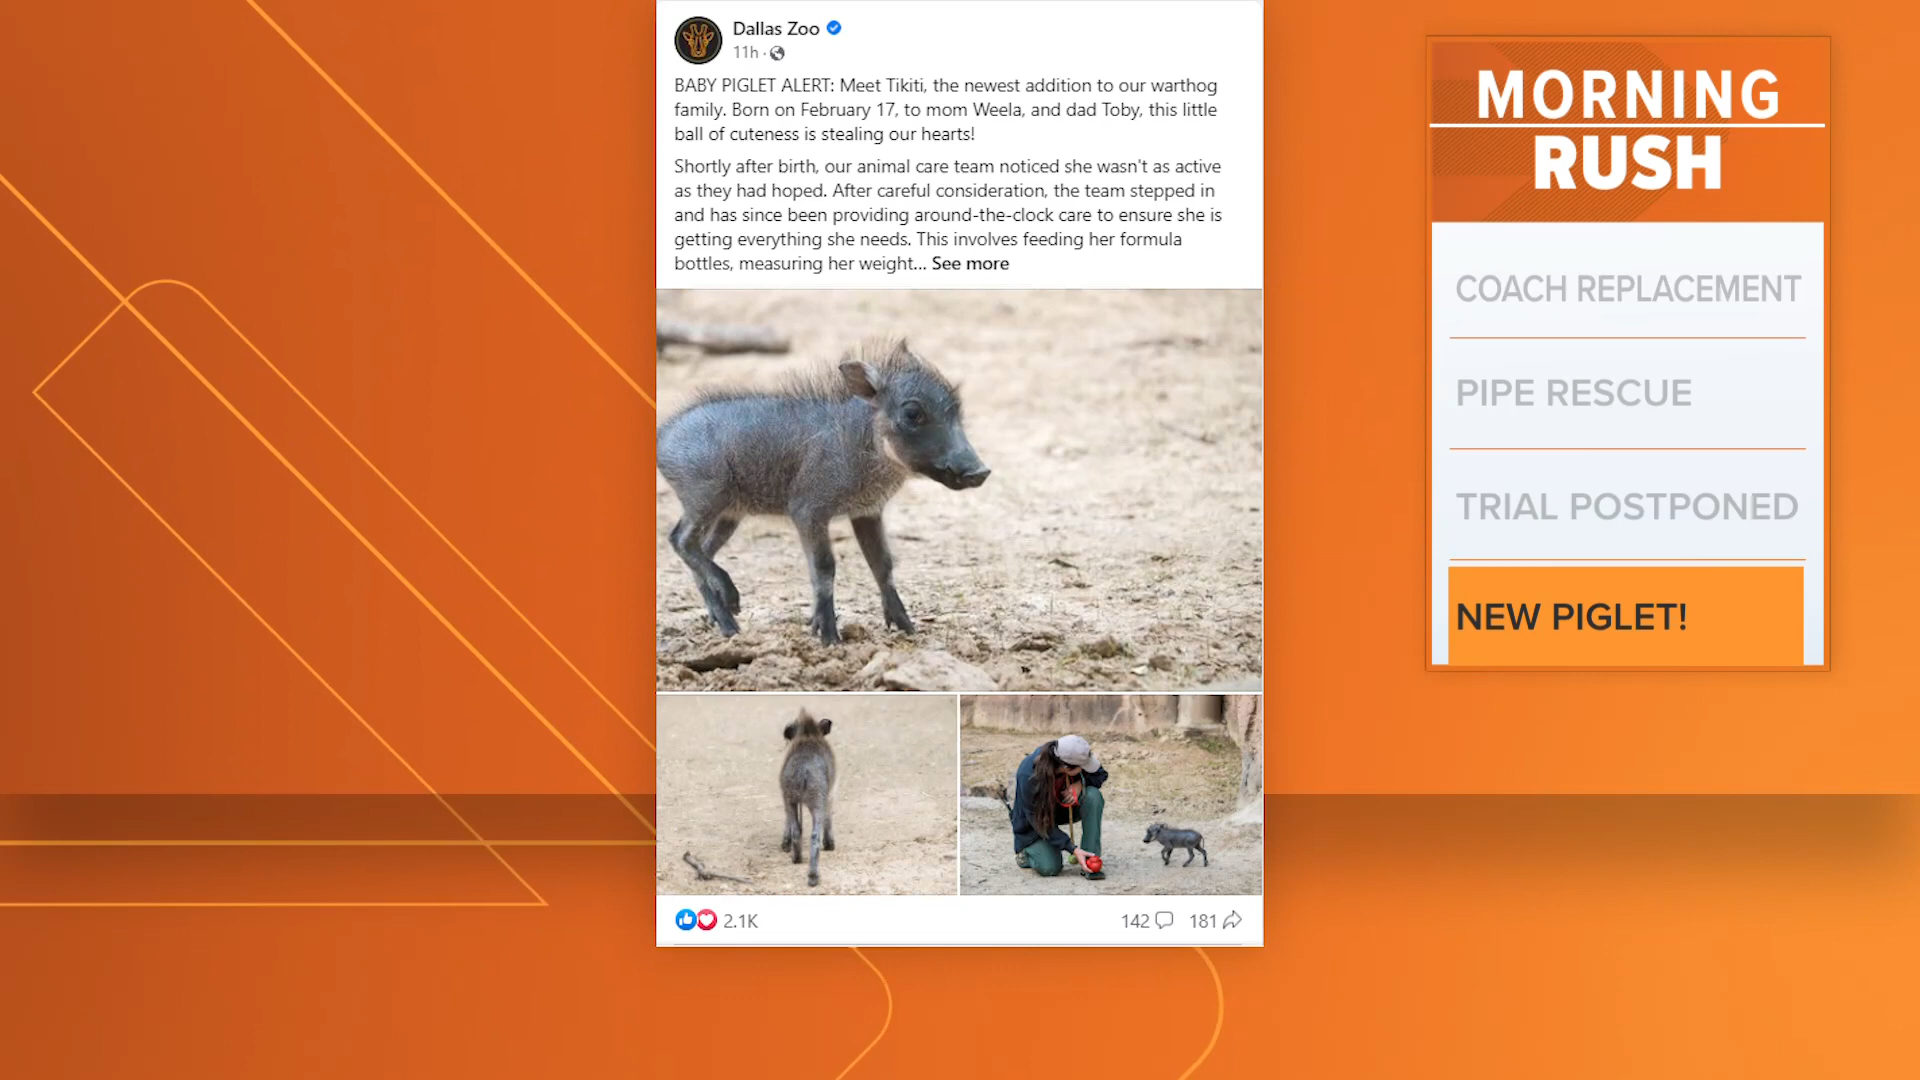 Dallas Zoo
11h ·
BABY PIGLET ALERT: Meet Tikiti, the newest addition to our warthog
family. Born on February 17, to mom Weela, and dad Toby, this little
ball of cuteness is stealing our hearts!
Shortly after birth, our animal care team noticed she wasn't as active
as they had hoped. After careful consideration, the team stepped in
and has since been providing around-the-clock care to ensure she is
getting everything she needs. This involves feeding her formula
bottles, measuring her weight... See more
2.1K
142
181
MORNING
RUSH
COACH REPLACEMENT
PIPE RESCUE
TRIAL POSTPONED
NEW PIGLET!